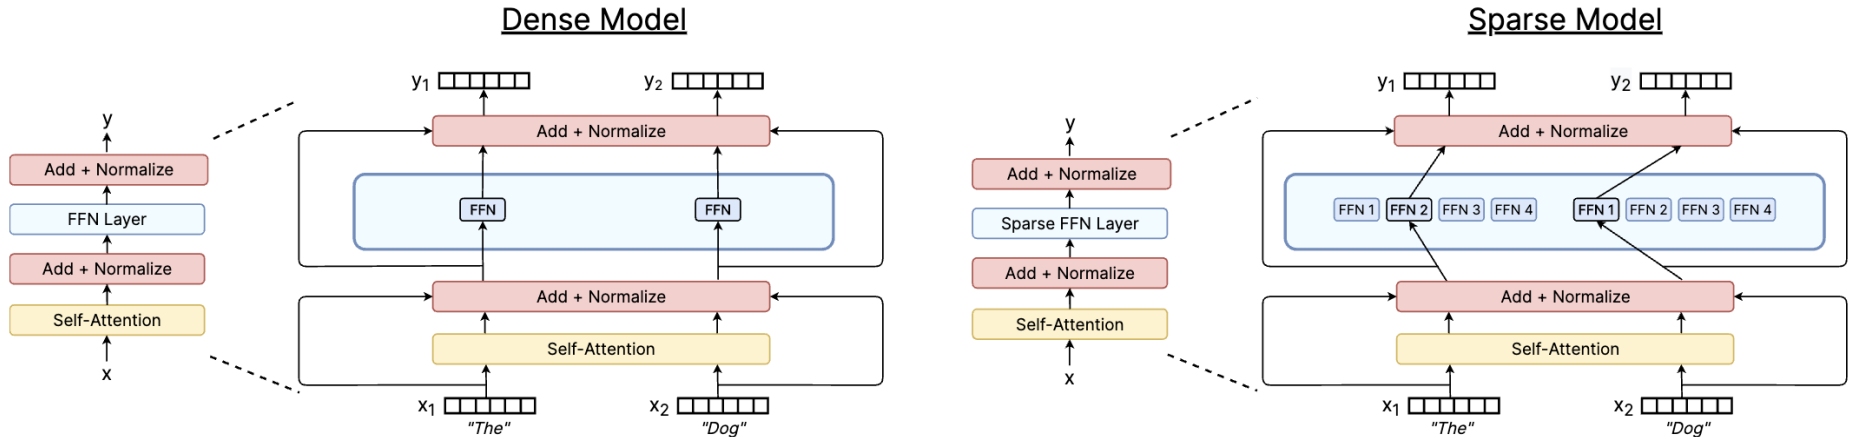 Dense Model
y
Add + Normalize
FFN Layer
Add + Normalize
Self-Attention
x
y1 y2
Add + Normalize
FFN FFN
Add + Normalize
Self-Attention
x1 x2
"The" "Dog"
Sparse Model
y
Add + Normalize
Sparse FFN Layer
Add + Normalize
Self-Attention
x
y1 y2
Add + Normalize
FFN 1 FFN 2 FFN 3 FFN 4 FFN 1 FFN 2 FFN 3 FFN 4
Add + Normalize
Self-Attention
x1 x2
"The" "Dog"